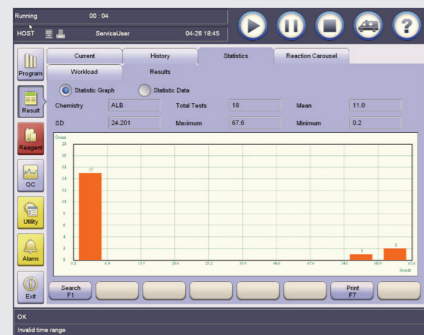 Running 00 : 04
HOST ServiceUser 04-26 18:45
Current History Statistics Reaction Carousel
Workload Results
Statistic Graph Statistic Data
Chemistry ALB Total Tests 18 Mean 11.0
SD 24.201 Maximum 67.6 Minimum 0.2
Program
Result
Reagent
QC
Utility
Alarm
Exit
Count
Result
Search
F1
Print
F7
OK
Invalid time range